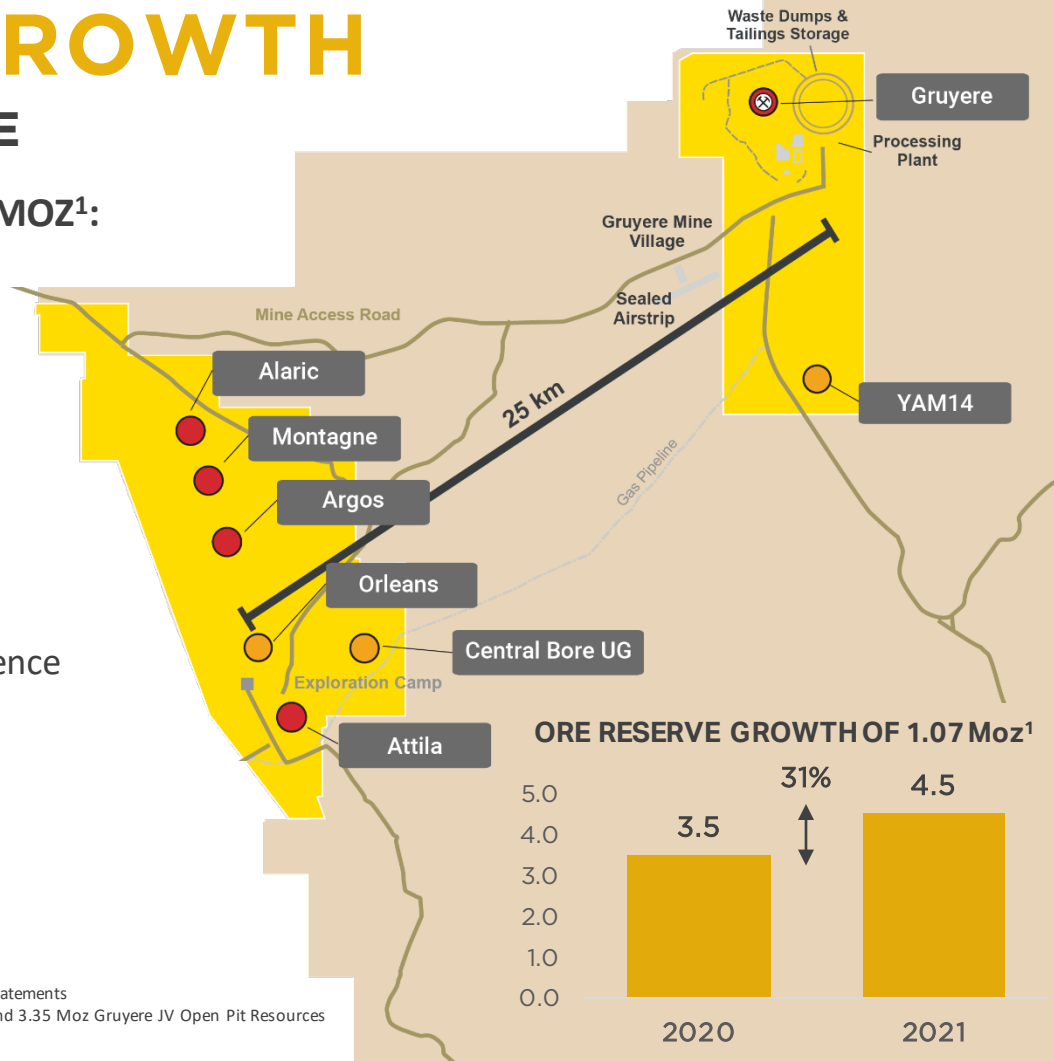 ROWTH
E
MOZ¹:
Waste Dumps &
Tailings Storage
Gruyere
Processing
Plant
Gruyere Mine
Village
Sealed
Airstrip
Mine Access Road
Alaric
25 km
YAM14
Montagne
Gas Pipeline
Argos
Orleans
ence
Central Bore UG
Exploration Camp
Attila
ORE RESERVE GROWTH OF 1.07 Moz¹
31%
5.0
4.5
4.0
3.5
3.0
2.0
1.0
0.0
2020
2021
atements
nd 3.35 Moz Gruyere JV Open Pit Resources